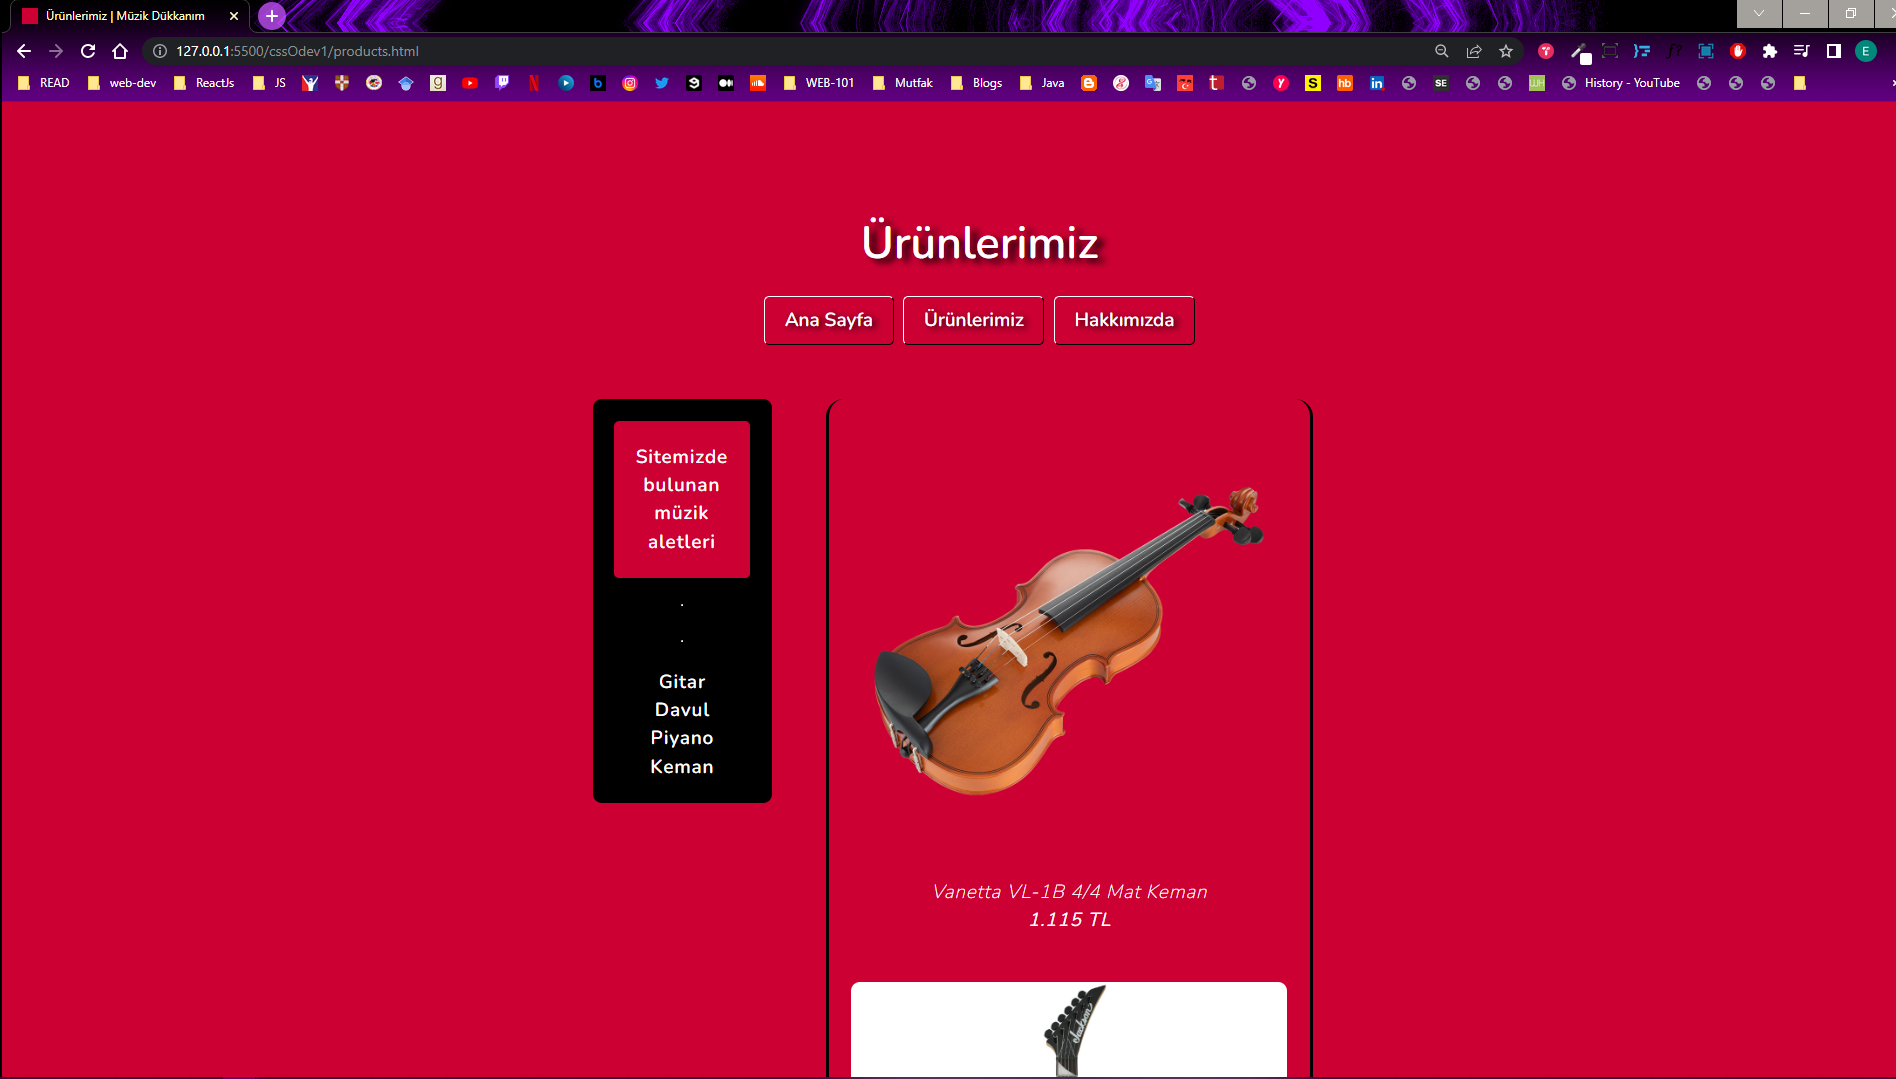 Ürünlerimiz | Müzik Dükkanım
127.0.0.1:5500/cssOdev1/products.html
E
READ web-dev ReactJs JS WEB-101 Mutfak Blogs Java History - YouTube
Ürünlerimiz
Ana Sayfa Ürünlerimiz Hakkımızda
Sitemizde
bulunan
müzik
aletleri
.
.
Gitar
Davul
Piyano
Keman
Vanetta VL-1B 4/4 Mat Keman
1.115 TL
Jackson